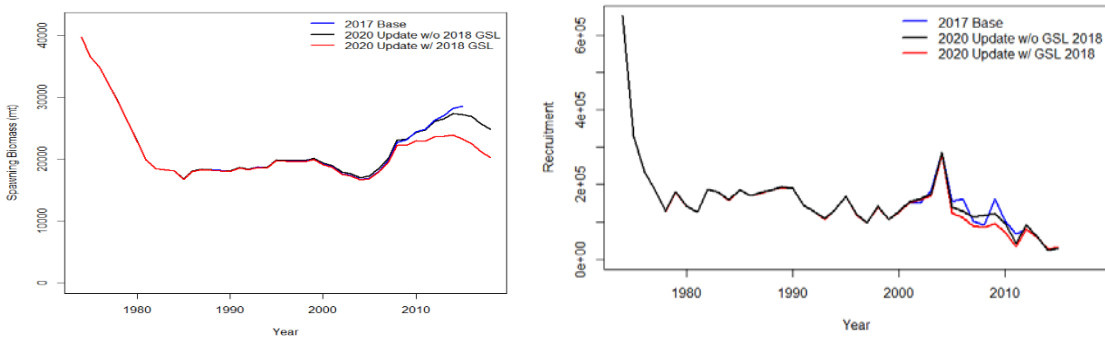 2017 Base
2020 Update w/o 2018 GSL
2020 Update w/ 2018 GSL
Spawning Biomass (mt)
40000
30000
20000
10000
0
1980
1990
2000
2010
Year
2017 Base
2020 Update w/o GSL 2018
2020 Update w/ GSL 2018
Recruitment
6e+05
4e+05
2e+05
0e+00
1980
1990
2000
2010
Year